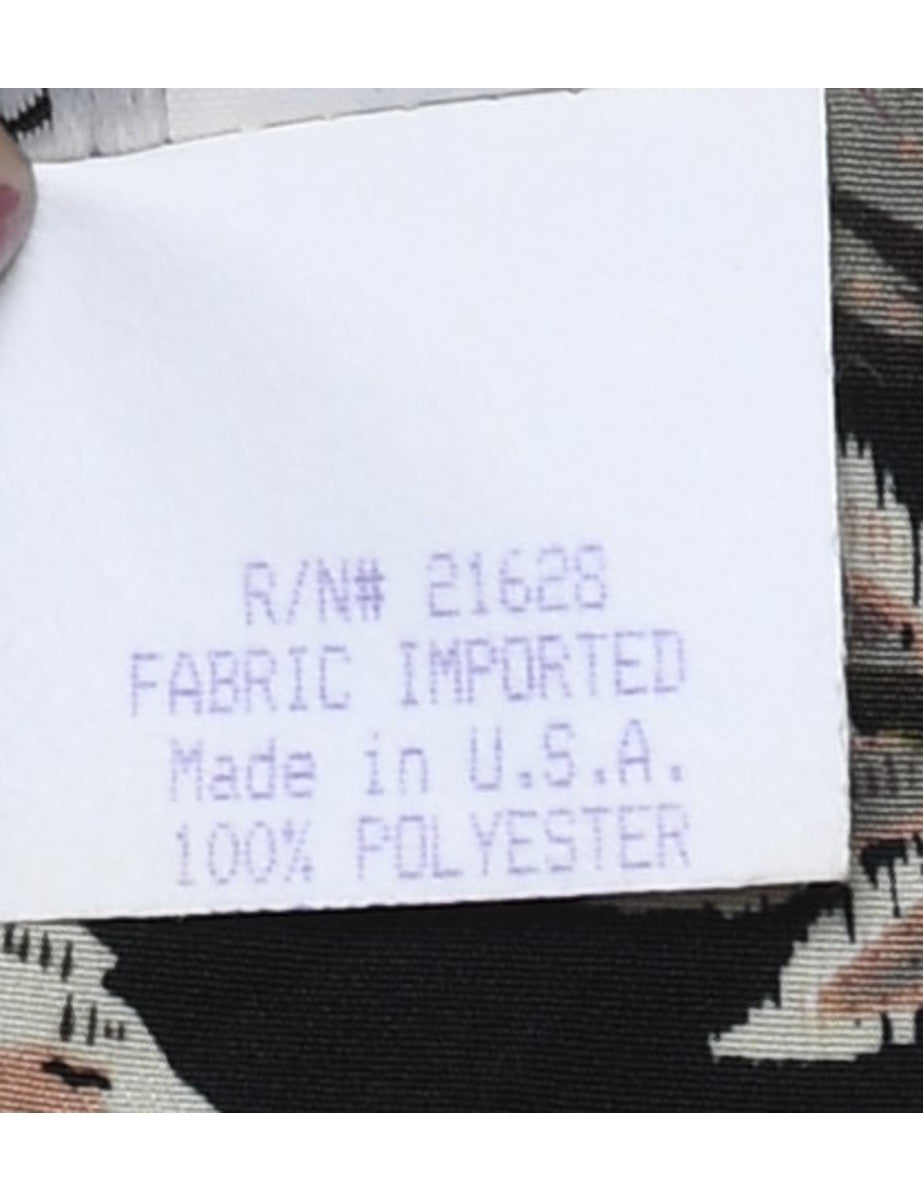 R/N# 21628
FABRIC IMPORTED
Made in U.S.A.
100% POLYESTER